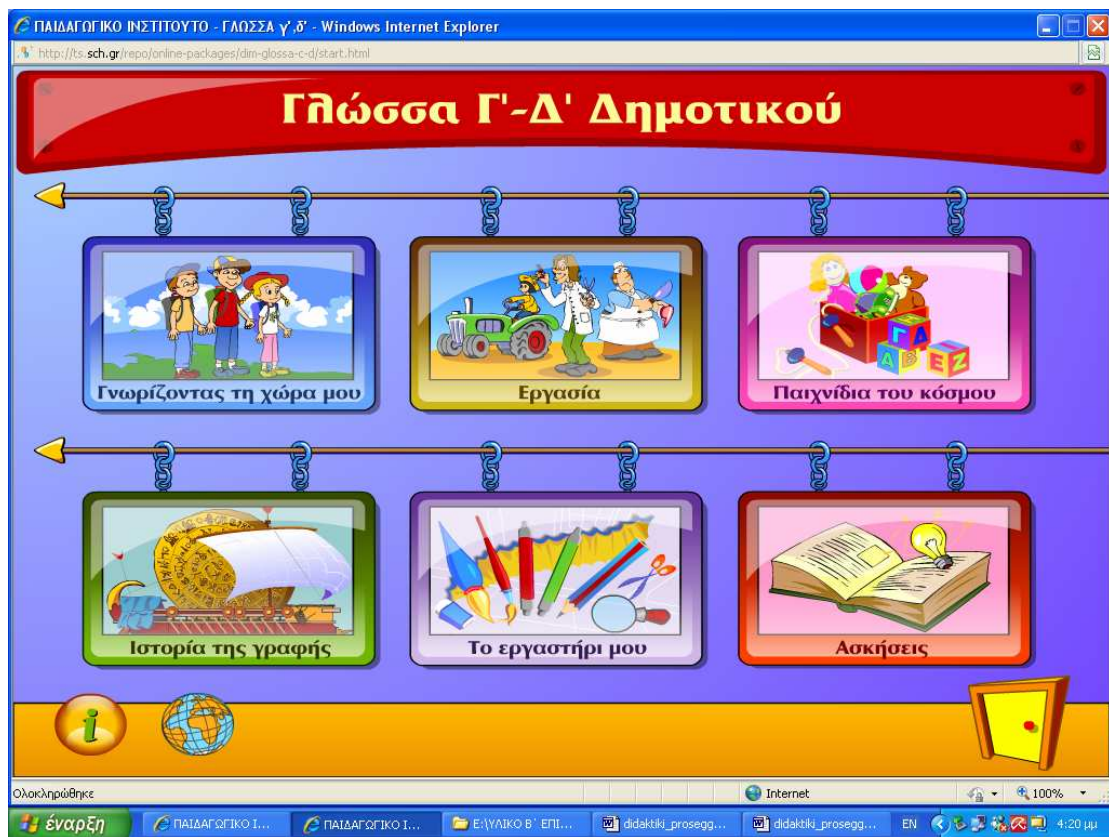 ΠΑΙΔΑΓΩΓΙΚΟ ΙΝΣΤΙΤΟΥΤΟ - ΓΛΩΣΣΑ γ',δ' - Windows Internet Explorer
http://ts.sch.gr/repo/online-packages/dim-glossa-c-d/start.html
Γλώσσα Γ'-Δ' Δημοτικού
Γνωρίζοντας τη χώρα μου
Εργασία
Γ Δ
Α Β Ε Ζ
Παιχνίδια του κόσμου
Ιστορία της γραφής
Το εργαστήρι μου
Ασκήσεις
i
Ολοκληρώθηκε
Internet
100%
έναρξη
ΠΑΙΔΑΓΩΓΙΚΟ Ι...
ΠΑΙΔΑΓΩΓΙΚΟ Ι...
E:\ΥΛΙΚΟ Β' ΕΠΙ...
didaktiki_prosegg...
didaktiki_prosegg...
EN
4:20 μμ